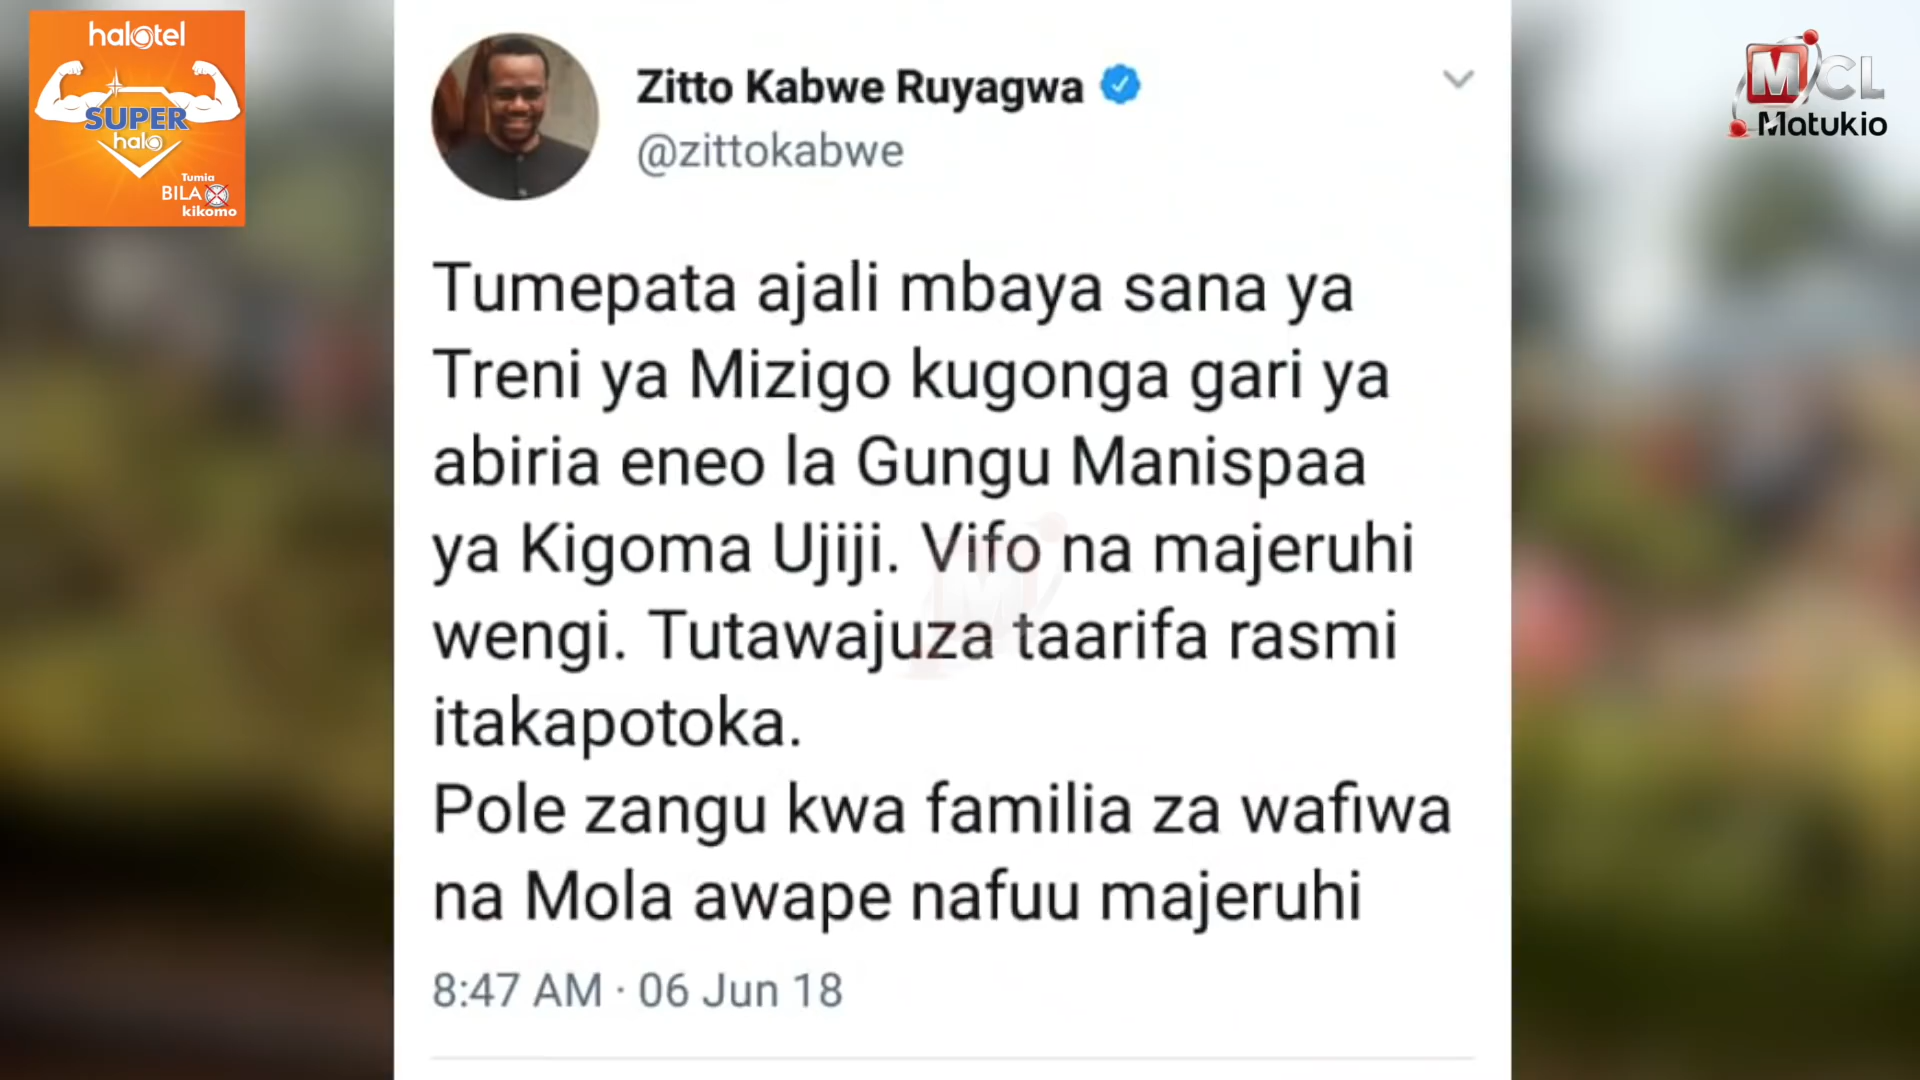 halotel
SUPER
halo
Tumia
BILA
kikomo
MCL
Matukio
Zitto Kabwe Ruyagwa
@zittokabwe
Tumepata ajali mbaya sana ya
Treni ya Mizigo kugonga gari ya
abiria eneo la Gungu Manispaa
ya Kigoma Ujiji. Vifo na majeruhi
wengi. Tutawajuza taarifa rasmi
itakapotoka.
Pole zangu kwa familia za wafiwa
na Mola awape nafuu majeruhi
8:47 AM · 06 Jun 18